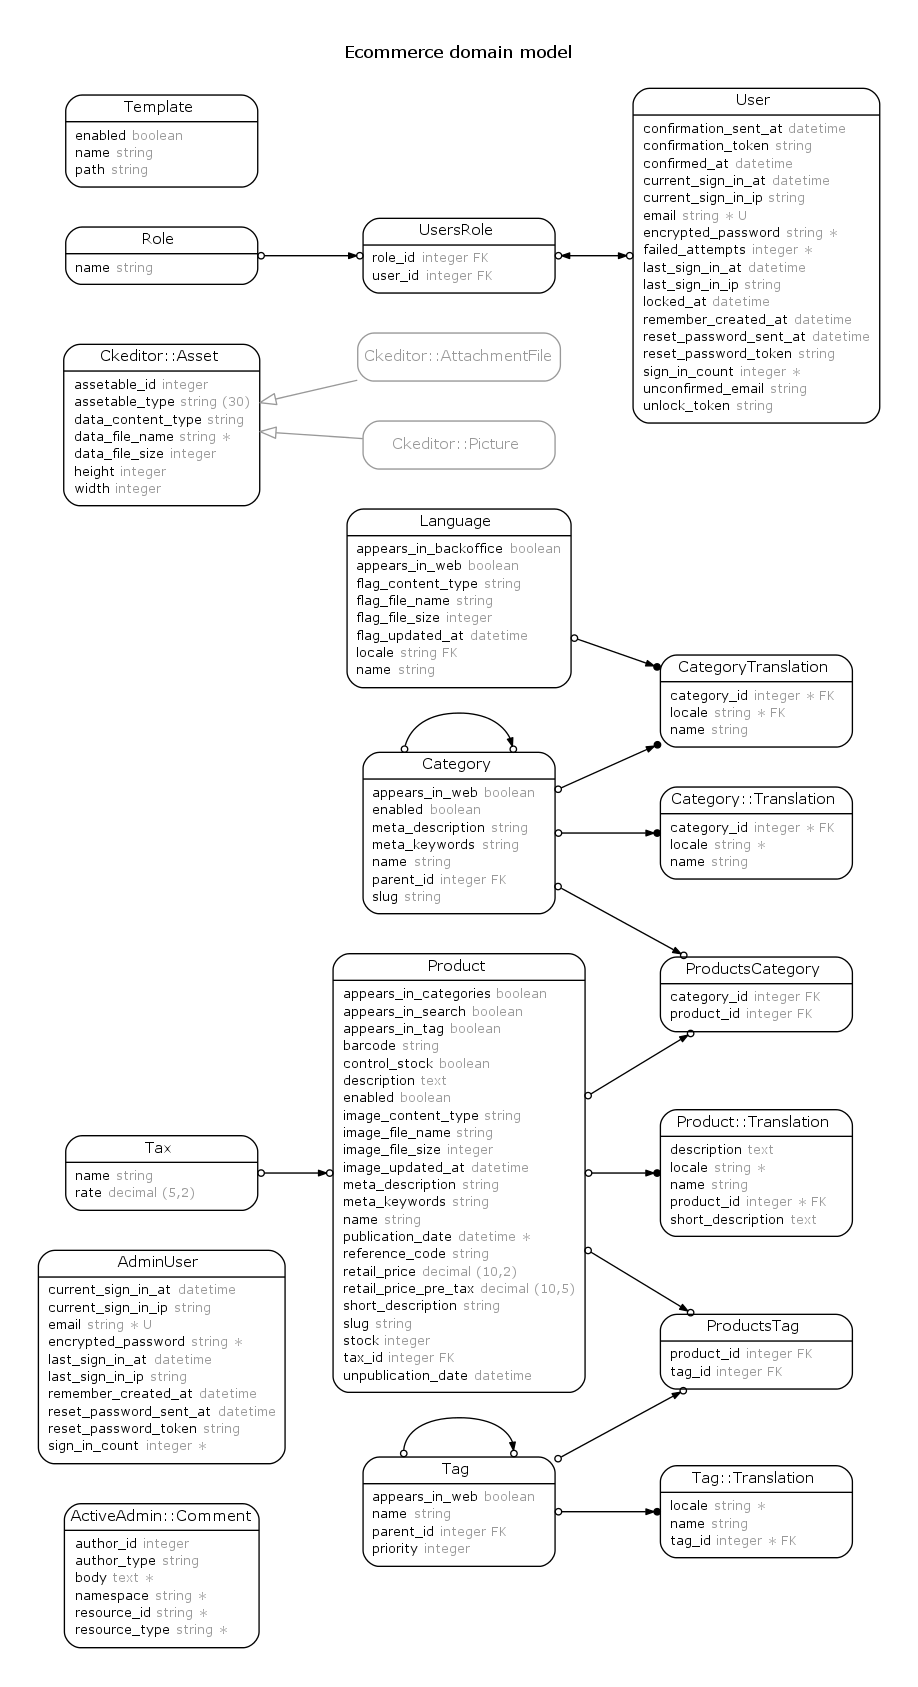 Ecommerce domain model
Template
enabled boolean
name string
path string
User
confirmation_sent_at datetime
confirmation_token string
confirmed_at datetime
current_sign_in_at datetime
current_sign_in_ip string
email string ∗ U
encrypted_password string ∗
failed_attempts integer ∗
last_sign_in_at datetime
last_sign_in_ip string
locked_at datetime
remember_created_at datetime
reset_password_sent_at datetime
reset_password_token string
sign_in_count integer ∗
unconfirmed_email string
unlock_token string
Role
name string
UsersRole
role_id integer FK
user_id integer FK
Ckeditor::Asset
assetable_id integer
assetable_type string (30)
data_content_type string
data_file_name string ∗
data_file_size integer
height integer
width integer
Ckeditor::AttachmentFile
Ckeditor::Picture
Language
appears_in_backoffice boolean
appears_in_web boolean
flag_content_type string
flag_file_name string
flag_file_size integer
flag_updated_at datetime
locale string FK
name string
CategoryTranslation
category_id integer ∗ FK
locale string ∗ FK
name string
Category
appears_in_web boolean
enabled boolean
meta_description string
meta_keywords string
name string
parent_id integer FK
slug string
Category::Translation
category_id integer ∗ FK
locale string ∗
name string
ProductsCategory
category_id integer FK
product_id integer FK
Product
appears_in_categories boolean
appears_in_search boolean
appears_in_tag boolean
barcode string
control_stock boolean
description text
enabled boolean
image_content_type string
image_file_name string
image_file_size integer
image_updated_at datetime
meta_description string
meta_keywords string
name string
publication_date datetime ∗
reference_code string
retail_price decimal (10,2)
retail_price_pre_tax decimal (10,5)
short_description string
slug string
stock integer
tax_id integer FK
unpublication_date datetime
Tax
name string
rate decimal (5,2)
Product::Translation
description text
locale string ∗
name string
product_id integer ∗ FK
short_description text
AdminUser
current_sign_in_at datetime
current_sign_in_ip string
email string ∗ U
encrypted_password string ∗
last_sign_in_at datetime
last_sign_in_ip string
remember_created_at datetime
reset_password_sent_at datetime
reset_password_token string
sign_in_count integer ∗
ProductsTag
product_id integer FK
tag_id integer FK
Tag
appears_in_web boolean
name string
parent_id integer FK
priority integer
Tag::Translation
locale string ∗
name string
tag_id integer ∗ FK
ActiveAdmin::Comment
author_id integer
author_type string
body text ∗
namespace string ∗
resource_id string ∗
resource_type string ∗